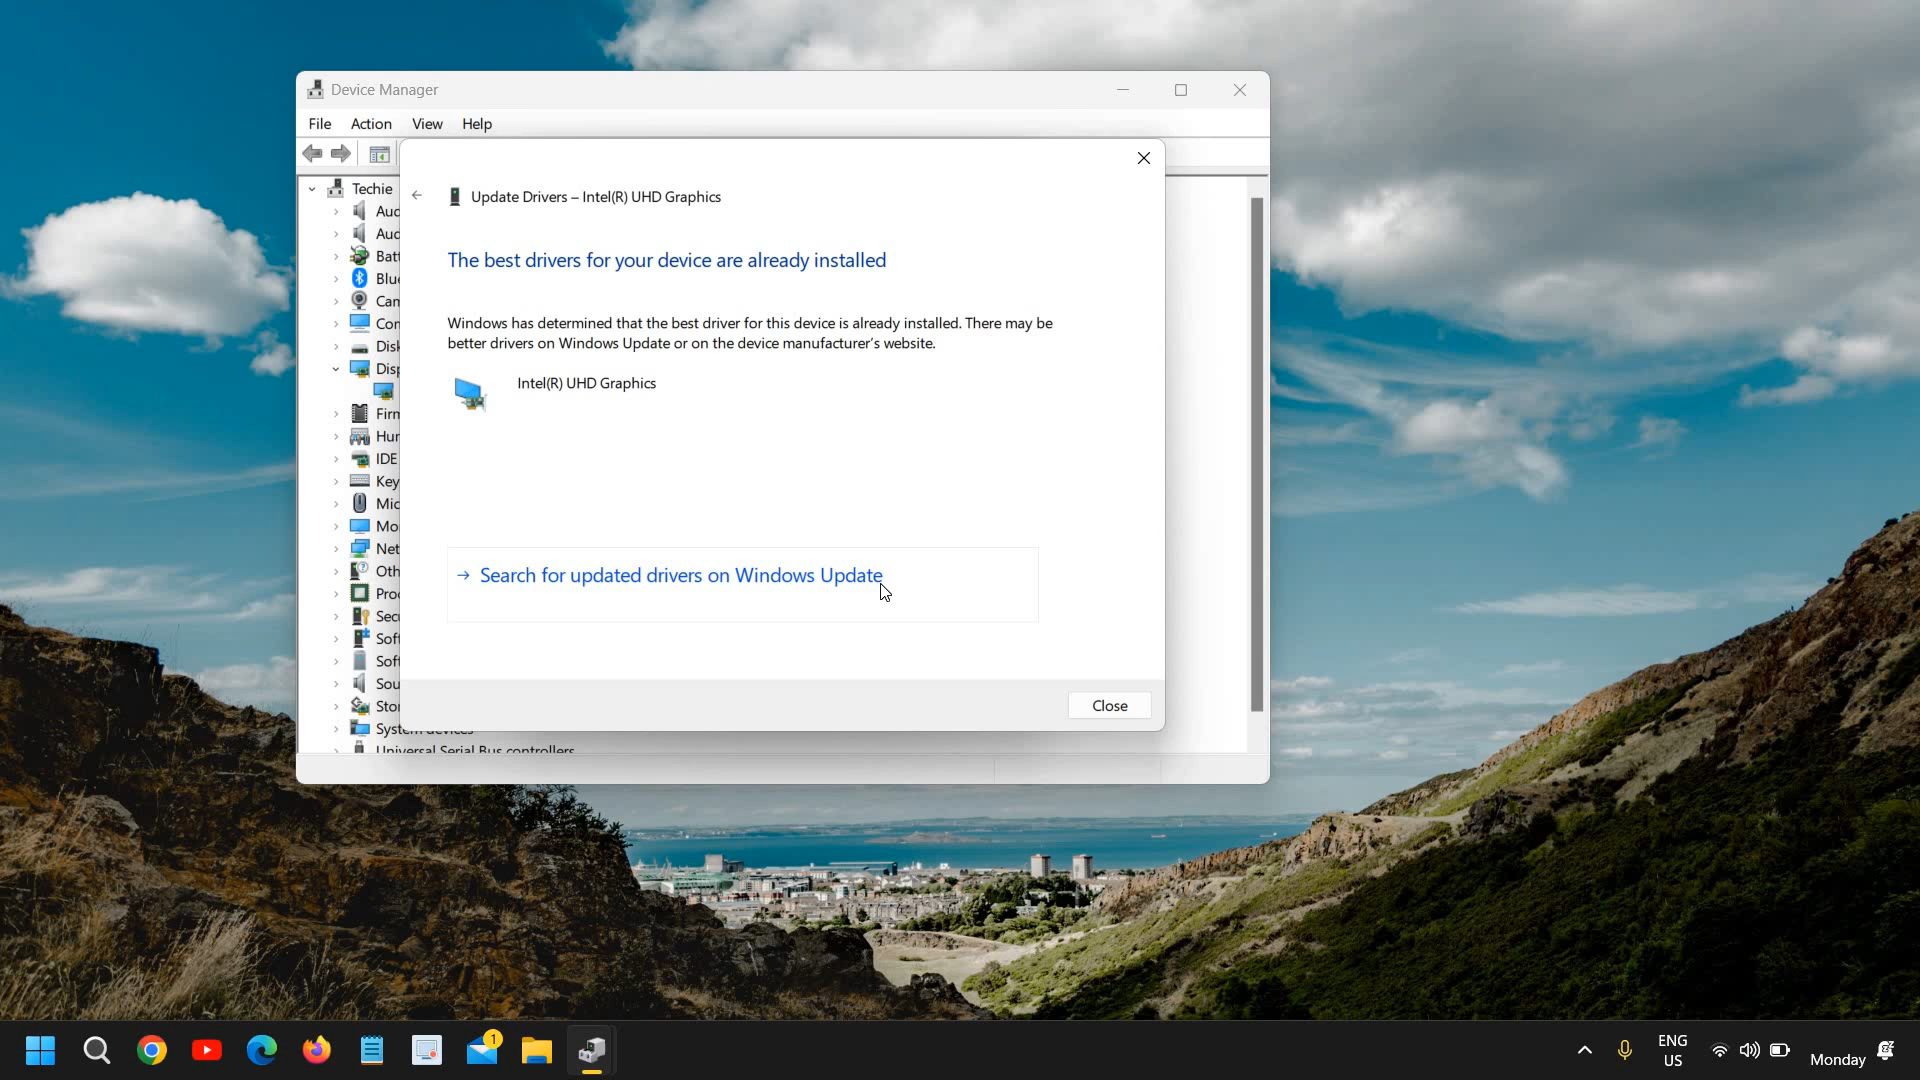 Device Manager
File Action View Help
Update Drivers – Intel(R) UHD Graphics
The best drivers for your device are already installed
Windows has determined that the best driver for this device is already installed. There may be
better drivers on Windows Update or on the device manufacturer's website.
Intel(R) UHD Graphics
Search for updated drivers on Windows Update
Close
Techie
Aud
Aud
Batt
Blue
Cam
Com
Disk
Disp
Firm
Hum
IDE
Key
Mic
Mo
Net
Oth
Proc
Secu
Soft
Soft
Sou
Stor
System devices
Universal Serial Bus controllers
1
ENG
US
Monday